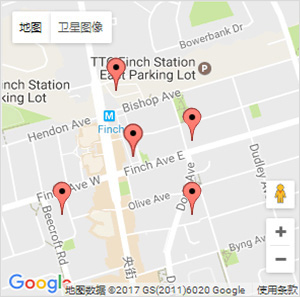 地图
卫星图像
Bowerbank Dr
TTC Finch Station
East Parking Lot
Finch Station
Parking Lot
Bishop Ave
Hendon Ave
M
Finch
Finch Ave E
Finch Ave W
Dudley Ave
Olive Ave
Beecroft Rd
央街
Byng Ave
+
−
Google
地图数据 ©2017 GS(2011)6020 Google
使用条款